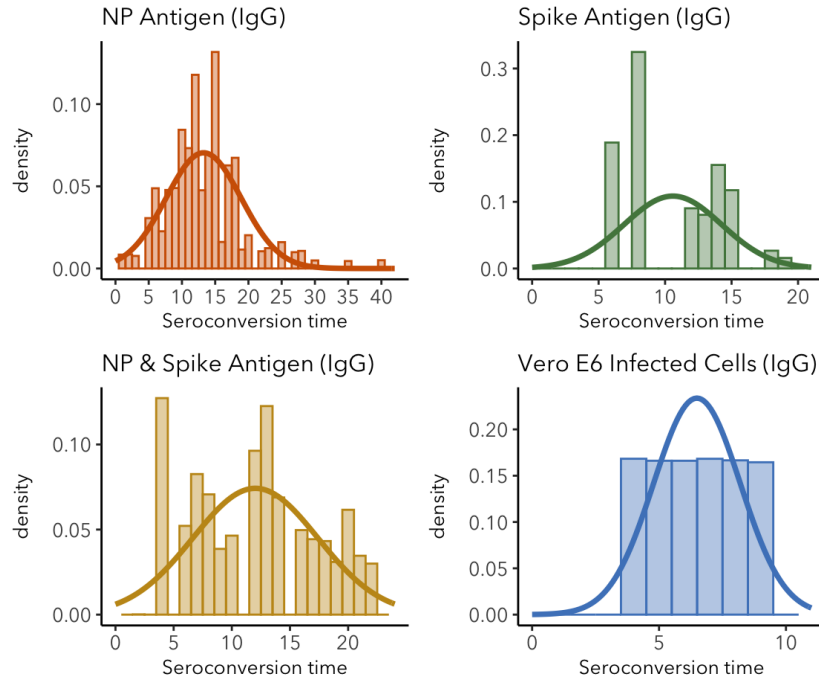 NP Antigen (IgG)
density
0.10
0.05
0.00
0 5 10 15 20 25 30 35 40
Seroconversion time
Spike Antigen (IgG)
density
0.3
0.2
0.1
0.0
0 5 10 15 20
Seroconversion time
NP & Spike Antigen (IgG)
density
0.10
0.05
0.00
0 5 10 15 20
Seroconversion time
Vero E6 Infected Cells (IgG)
density
0.20
0.15
0.10
0.05
0.00
0 5 10
Seroconversion time